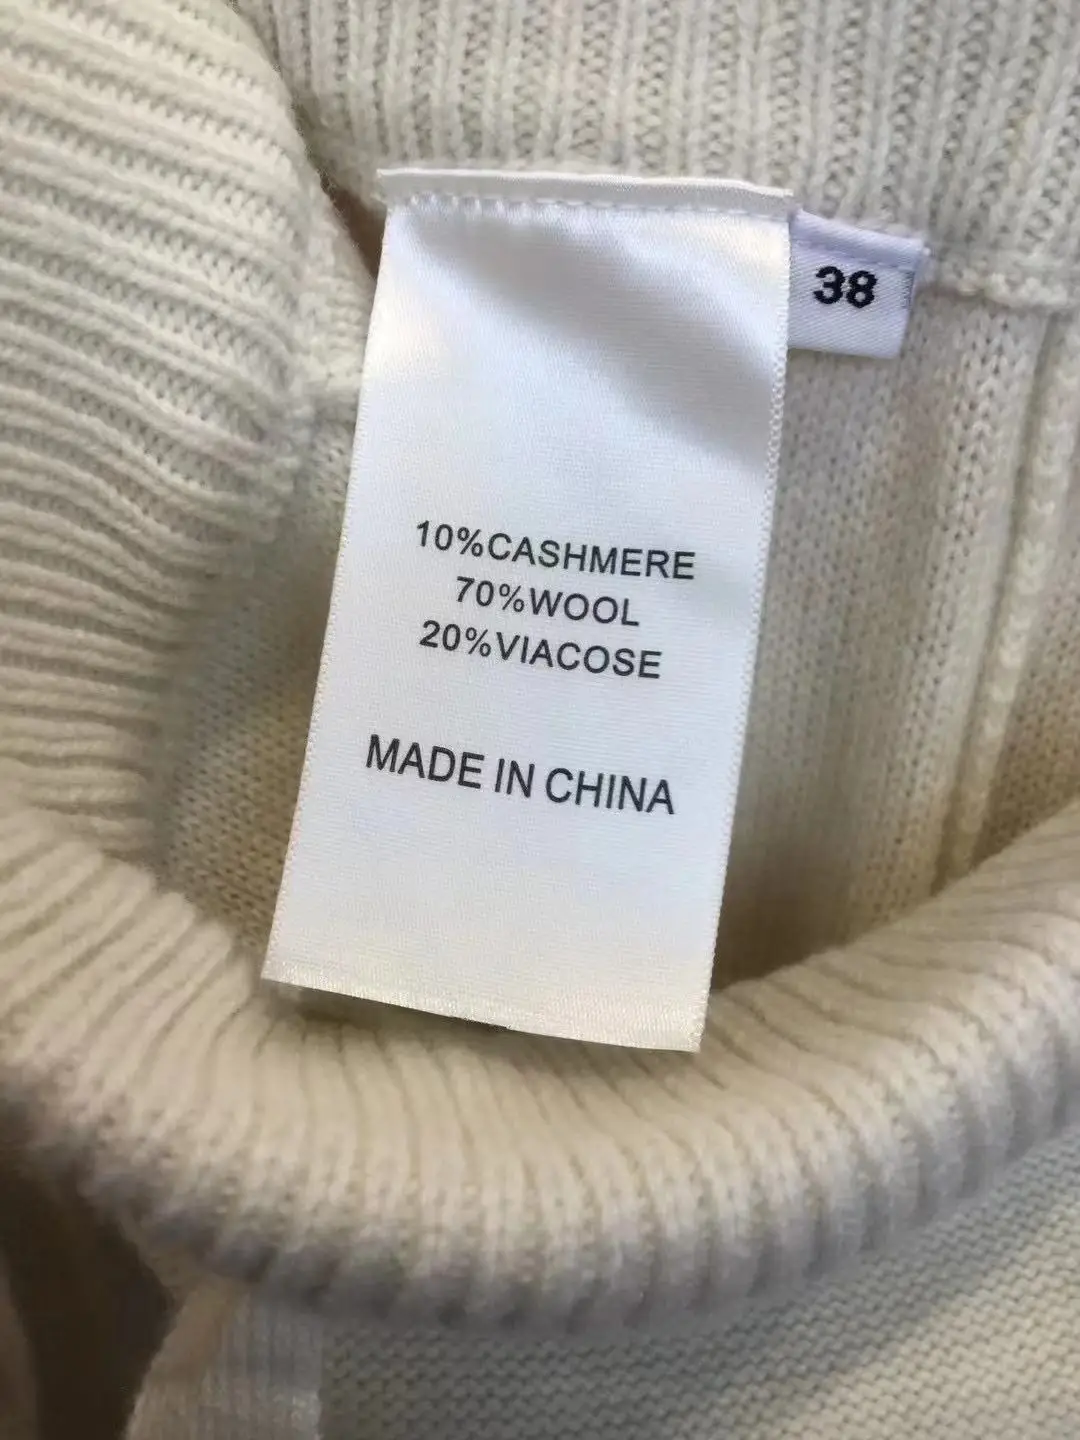 38
10%CASHMERE
70%WOOL
20%VIACOSE
MADE IN CHINA